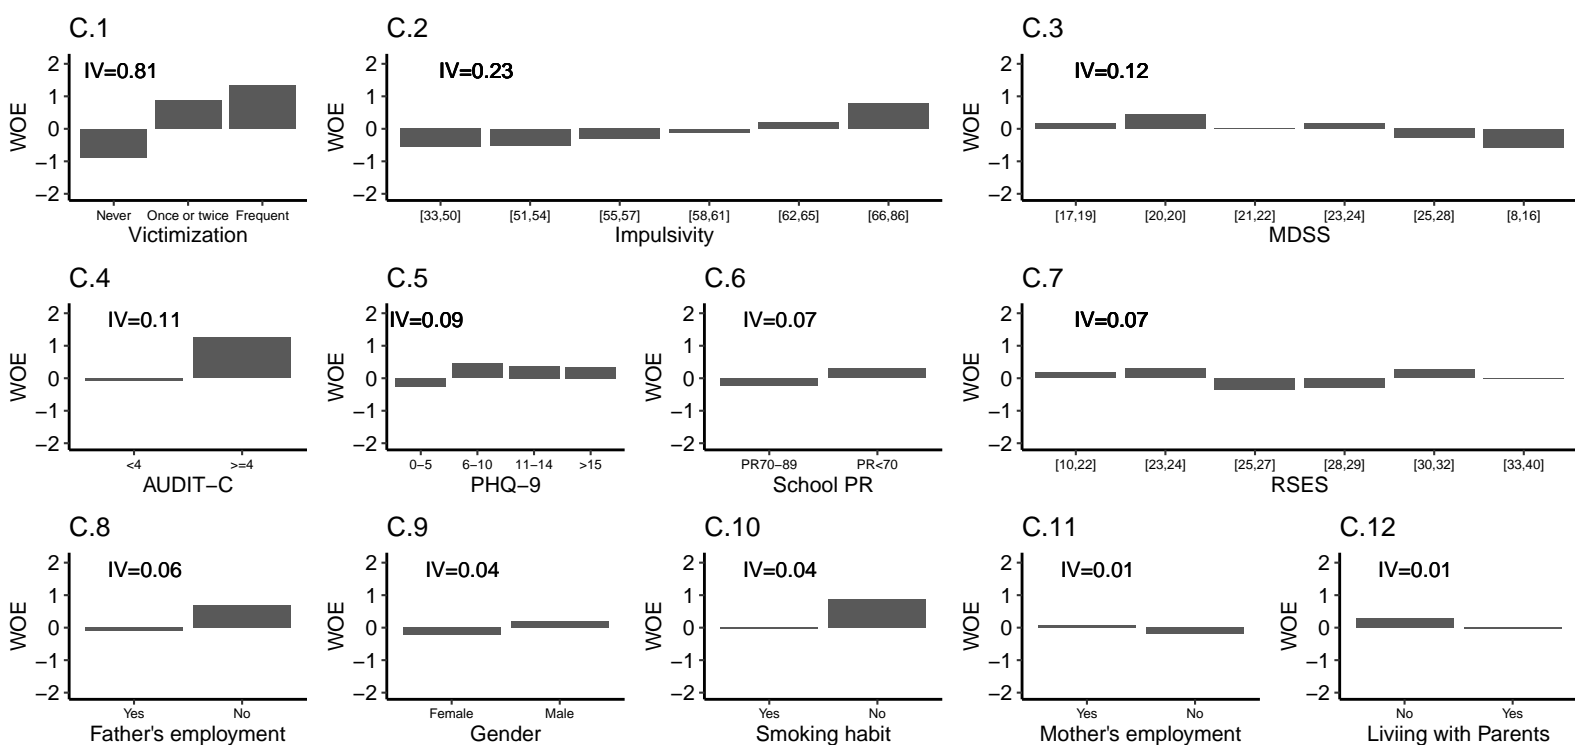 C.1
IV=0.81
WOE
2
1
0
−1
−2
Never Once or twice Frequent
Victimization
C.2
IV=0.23
WOE
2
1
0
−1
−2
[33,50] [51,54] [55,57] [58,61] [62,65] [66,86]
Impulsivity
C.3
IV=0.12
WOE
2
1
0
−1
−2
[17,19] [20,20] [21,22] [23,24] [25,28] [8,16]
MDSS
C.4
IV=0.11
WOE
2
1
0
−1
−2
<4 >=4
AUDIT−C
C.5
IV=0.09
WOE
2
1
0
−1
−2
0−5 6−10 11−14 >15
PHQ−9
C.6
IV=0.07
WOE
2
1
0
−1
−2
PR70−89 PR<70
School PR
C.7
IV=0.07
WOE
2
1
0
−1
−2
[10,22] [23,24] [25,27] [28,29] [30,32] [33,40]
RSES
C.8
IV=0.06
WOE
2
1
0
−1
−2
Yes No
Father's employment
C.9
IV=0.04
WOE
2
1
0
−1
−2
Female Male
Gender
C.10
IV=0.04
WOE
2
1
0
−1
−2
Yes No
Smoking habit
C.11
IV=0.01
WOE
2
1
0
−1
−2
Yes No
Mother's employment
C.12
IV=0.01
WOE
2
1
0
−1
−2
No Yes
Liviing with Parents